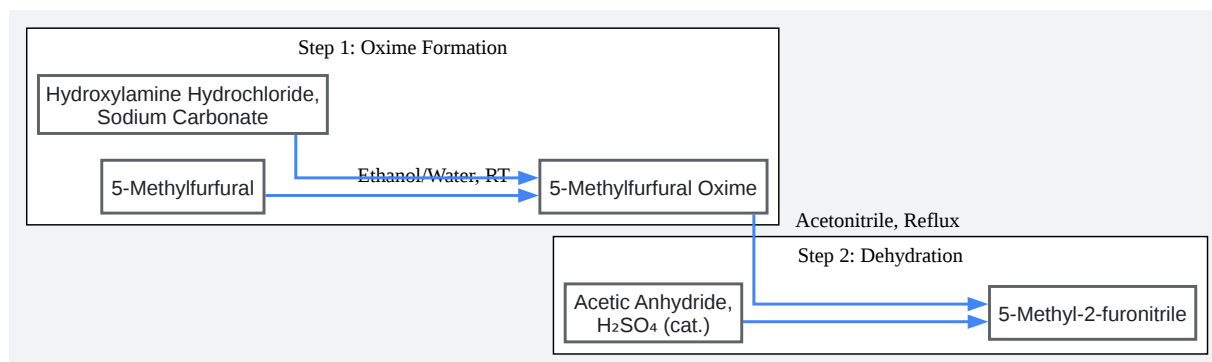 Step 1: Oxime Formation
Hydroxylamine Hydrochloride,
Sodium Carbonate
Ethanol/Water, RT
5-Methylfurfural
5-Methylfurfural Oxime
Acetonitrile, Reflux
Step 2: Dehydration
Acetic Anhydride,
H₂SO₄ (cat.)
5-Methyl-2-furonitrile